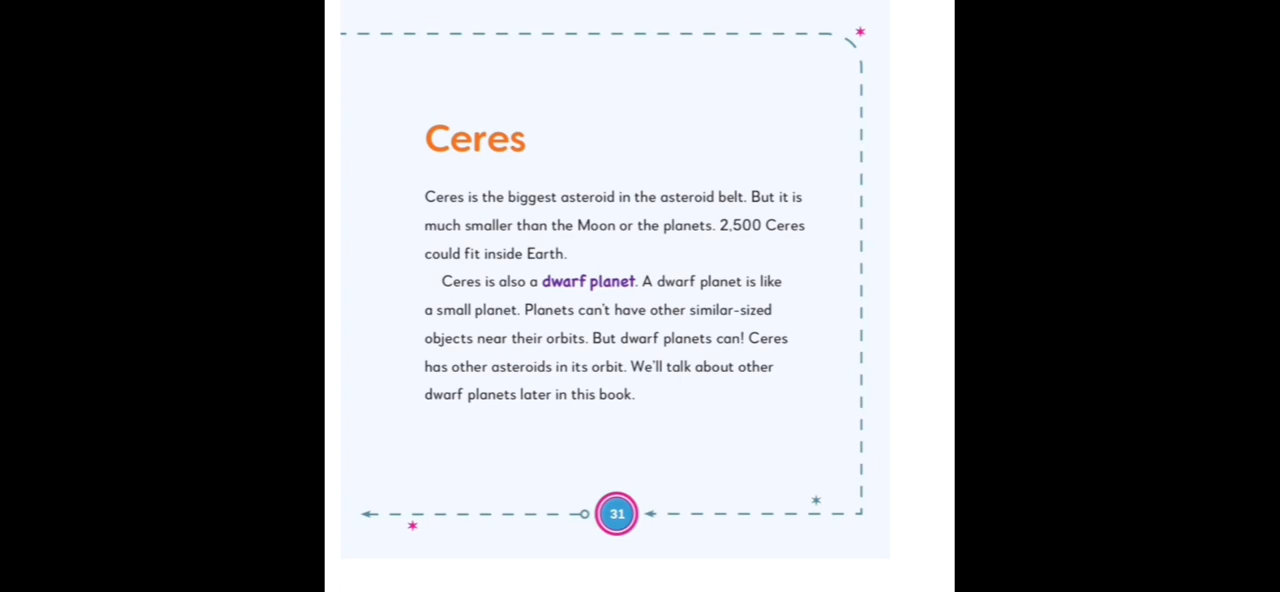 Ceres
Ceres is the biggest asteroid in the asteroid belt. But it is
much smaller than the Moon or the planets. 2,500 Ceres
could fit inside Earth.
Ceres is also a dwarf planet. A dwarf planet is like
a small planet. Planets can't have other similar-sized
objects near their orbits. But dwarf planets can! Ceres
has other asteroids in its orbit. We'll talk about other
dwarf planets later in this book.
31